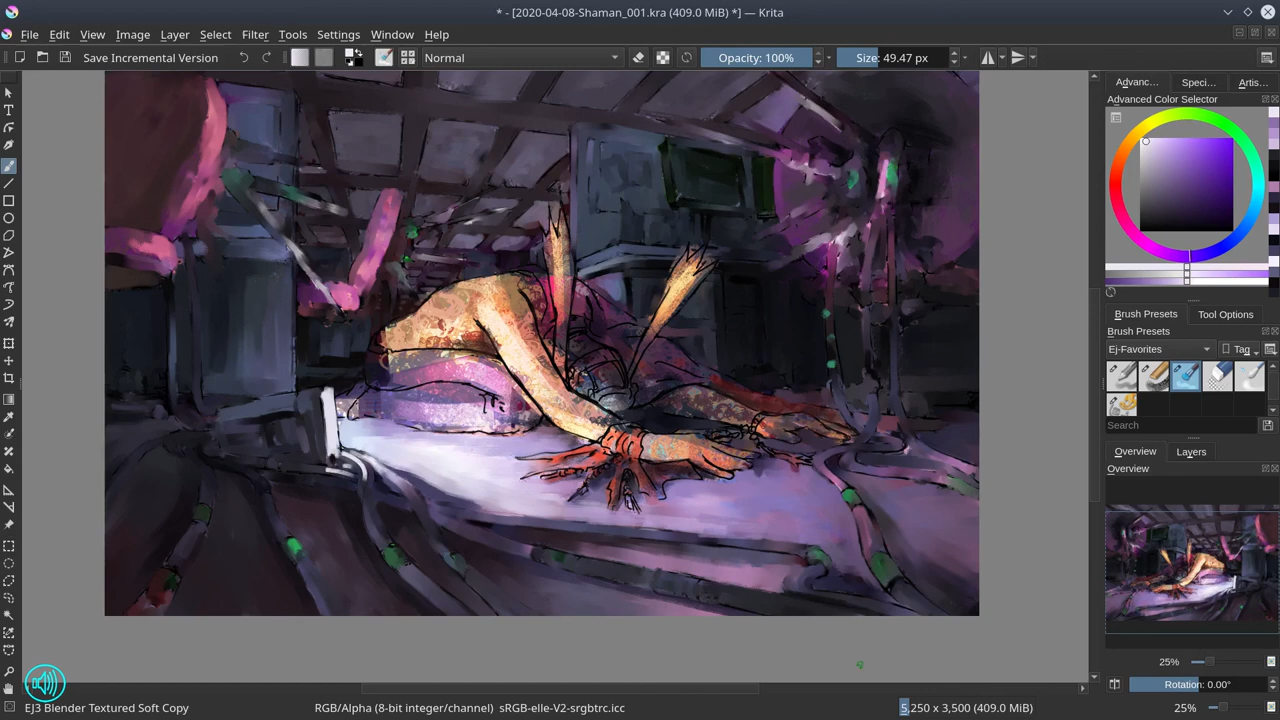 * - [2020-04-08-Shaman_001.kra (409.0 MiB) *] — Krita
File Edit View Image Layer Select Filter Tools Settings Window Help
Save Incremental Version Normal Opacity: 100% Size: 49.47 px
Advanc... Speci... Artis...
Advanced Color Selector
Brush Presets Tool Options
Brush Presets
Ej-Favorites Tag
Search
Overview Layers
Overview
25%
Rotation: 0.00°
EJ3 Blender Textured Soft Copy RGB/Alpha (8-bit integer/channel) sRGB-elle-V2-srgbtrc.icc 5,250 x 3,500 (409.0 MiB) 25%